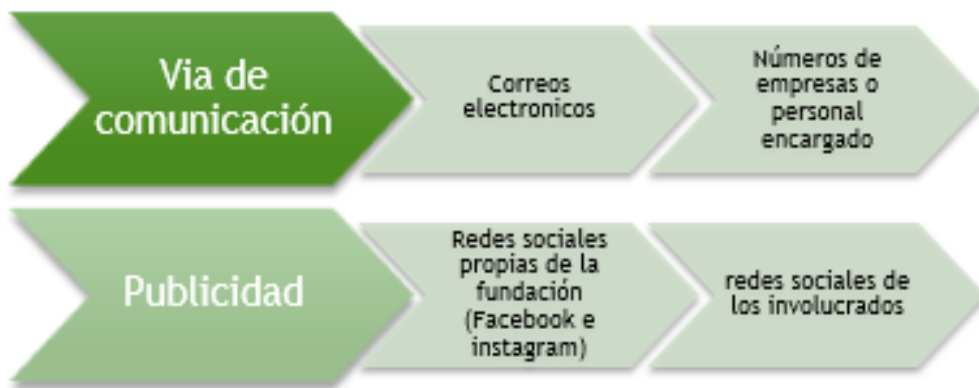 Via de
comunicación
Correos
electronicos
Números de
empresas o
personal
encargado
Publicidad
Redes sociales
propias de la
fundación
(Facebook e
instagram)
redes sociales de
los involucrados